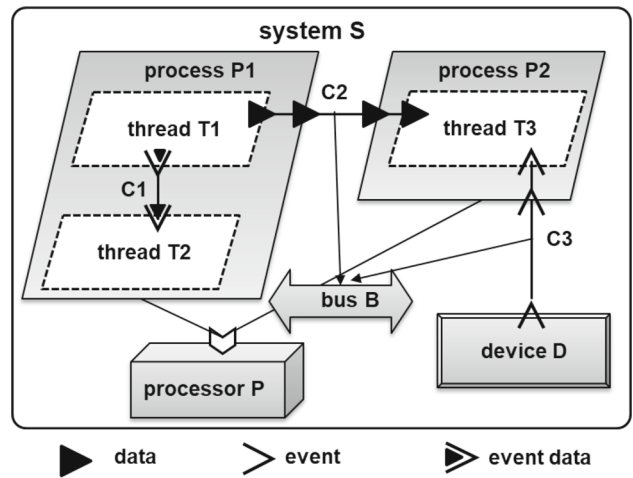 system S
process P1
process P2
C2
thread T1
thread T3
C1
thread T2
C3
bus B
device D
processor P
data
event
event data